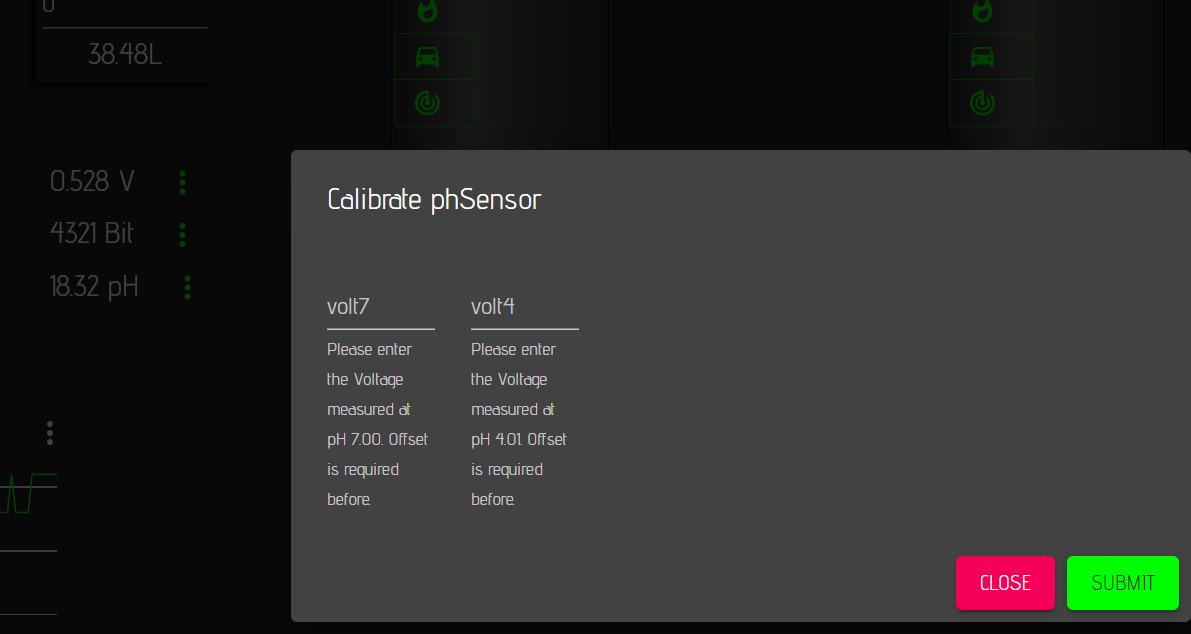 38.48L
0.528 V
4321 Bit
18.32 pH
Calibrate phSensor
volt7
Please enter
the Voltage
measured at
pH 7.00. Offset
is required
before.
volt4
Please enter
the Voltage
measured at
pH 4.01. Offset
is required
before.
CLOSE
SUBMIT